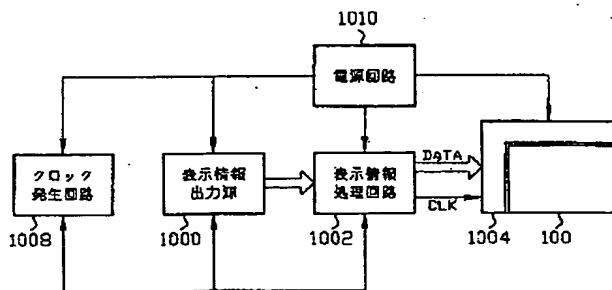 1010
電源回路
クロック
発生回路
1008
表示情報
出力源
1000
表示情報
処理回路
1002
DATA
CLK
1004
100